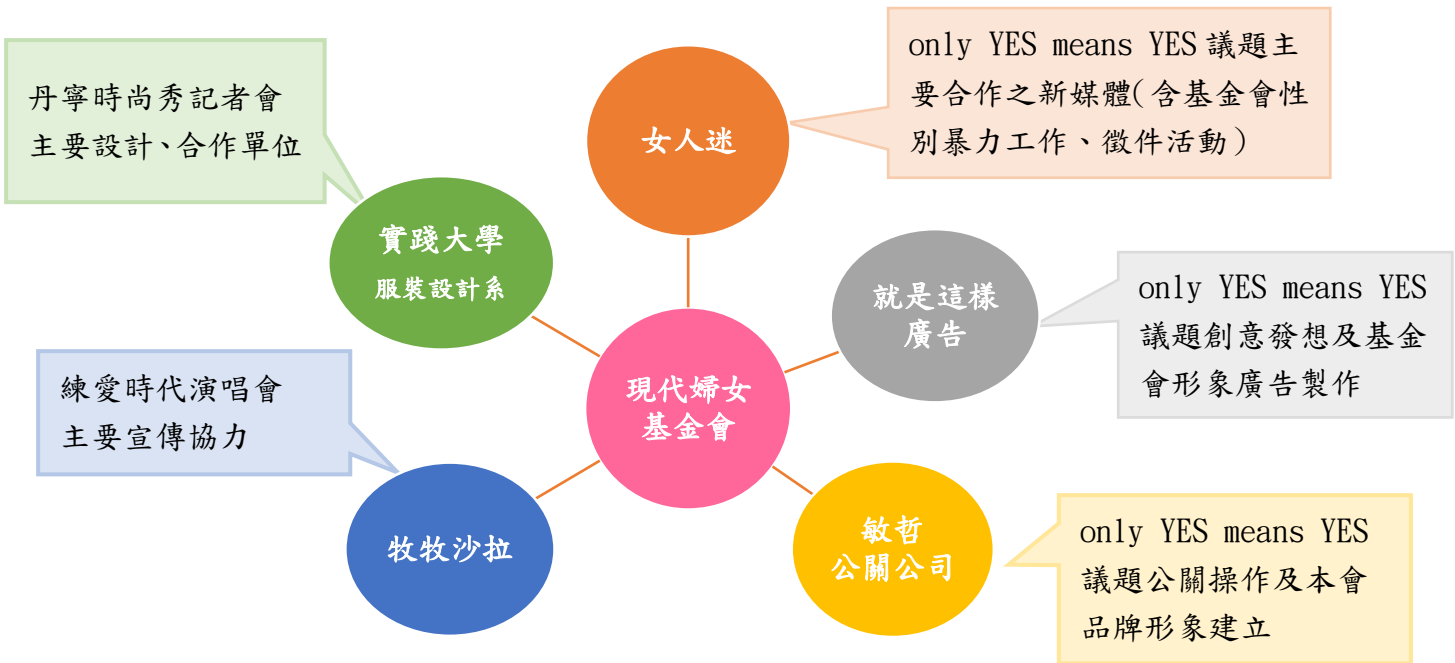 only YES means YES 議題主
要合作之新媒體(含基金會性
別暴力工作、徵件活動)
丹寧時尚秀記者會
主要設計、合作單位
女人迷
實踐大學
服裝設計系
就是這樣
廣告
only YES means YES
議題創意發想及基金
會形象廣告製作
現代婦女
基金會
練愛時代演唱會
主要宣傳協力
牧牧沙拉
敏哲
公關公司
only YES means YES
議題公關操作及本會
品牌形象建立